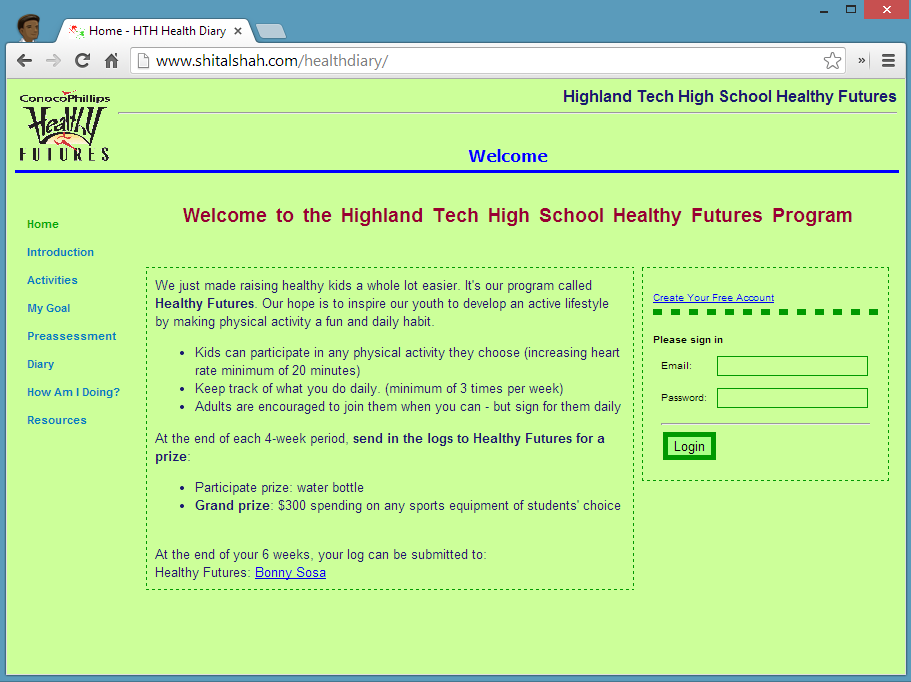 Home - HTH Health Diary
www.shitalshah.com/healthdiary/
ConocoPhillips
Healthy
FUTURES
Highland Tech High School Healthy Futures
Welcome
Home
Introduction
Activities
My Goal
Preassessment
Diary
How Am I Doing?
Resources
Welcome to the Highland Tech High School Healthy Futures Program
We just made raising healthy kids a whole lot easier. It's our program called
Healthy Futures. Our hope is to inspire our youth to develop an active lifestyle
by making physical activity a fun and daily habit.
• Kids can participate in any physical activity they choose (increasing heart
rate minimum of 20 minutes)
• Keep track of what you do daily. (minimum of 3 times per week)
• Adults are encouraged to join them when you can - but sign for them daily
At the end of each 4-week period, send in the logs to Healthy Futures for a
prize:
• Participate prize: water bottle
• Grand prize: $300 spending on any sports equipment of students' choice
At the end of your 6 weeks, your log can be submitted to:
Healthy Futures: Bonny Sosa
Create Your Free Account
Please sign in
Email:
Password:
Login